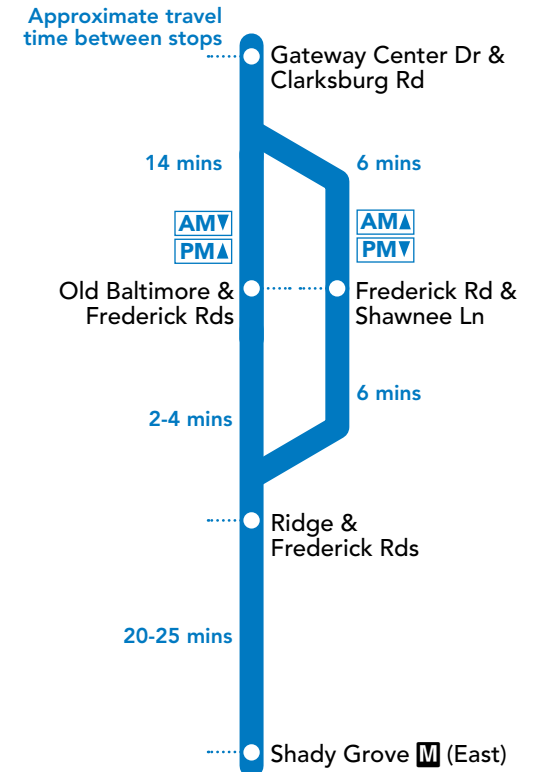 Approximate travel
time between stops
Gateway Center Dr &
Clarksburg Rd
14 mins
6 mins
AM▼
PM▲
AM▲
PM▼
Old Baltimore &
Frederick Rds
Frederick Rd &
Shawnee Ln
6 mins
2-4 mins
Ridge &
Frederick Rds
20-25 mins
Shady Grove M (East)